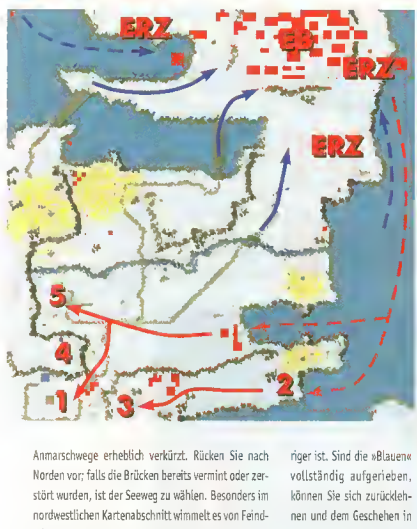 ERZ
EB
ERZ
ERZ
5
4
1
3
2
Anmarschwege erheblich verkürzt. Rücken Sie nach
Norden vor; falls die Brücken bereits vermint oder zer-
stört wurden, ist der Seeweg zu wählen. Besonders im
nordwestlichen Kartenabschnitt wimmelt es von Feind-
riger ist. Sind die »Blauen«
vollständig aufgerieben,
können Sie sich zurückleh-
nen und dem Geschehen in